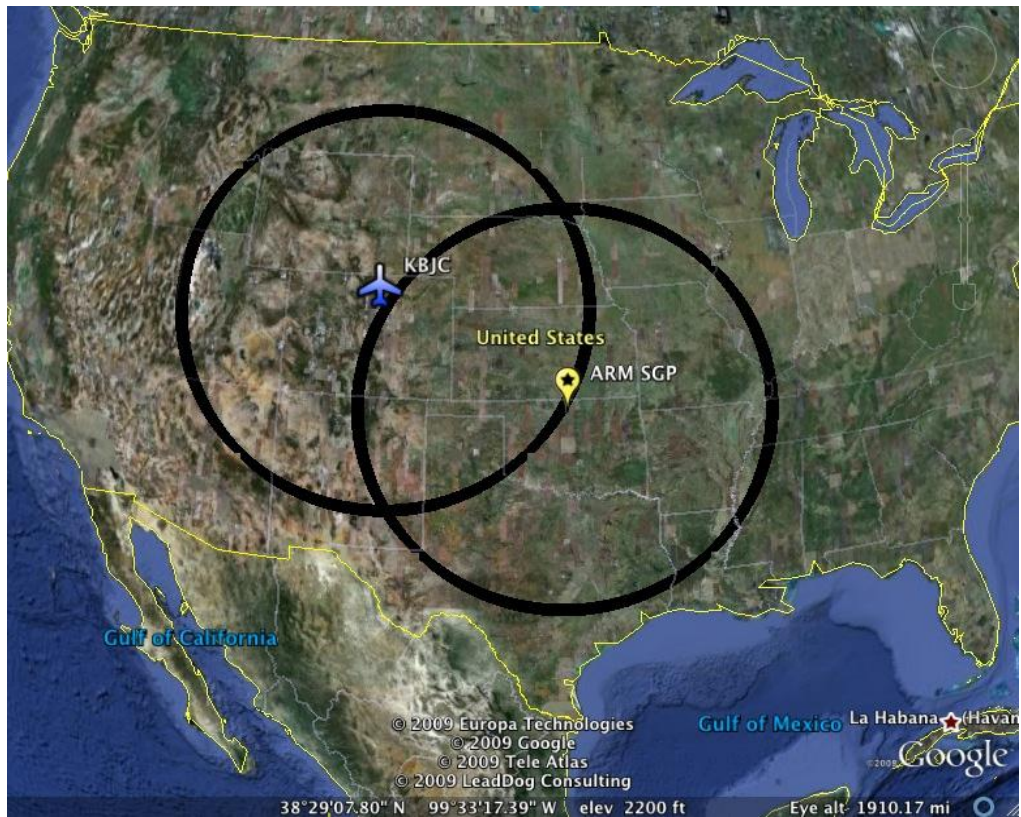 KBJC
United States
ARM SGP
Gulf of California
© 2009 Europa Technologies
© 2009 Google
© 2009 Tele Atlas
© 2009 LeadDog Consulting
Gulf of Mexico
La Habana (Havan
©2009 Google
38°29'07.80" N 99°33'17.39" W elev 2200 ft Eye alt 1910.17 mi